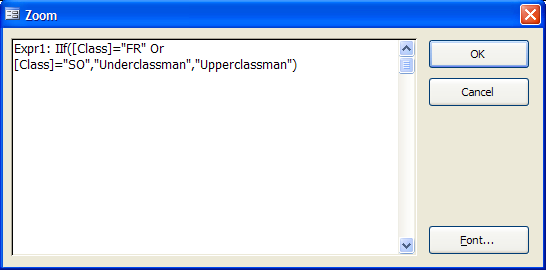 Zoom
Expr1: IIf([Class]="FR" Or
[Class]="SO","Underclassman","Upperclassman")
OK
Cancel
Font...